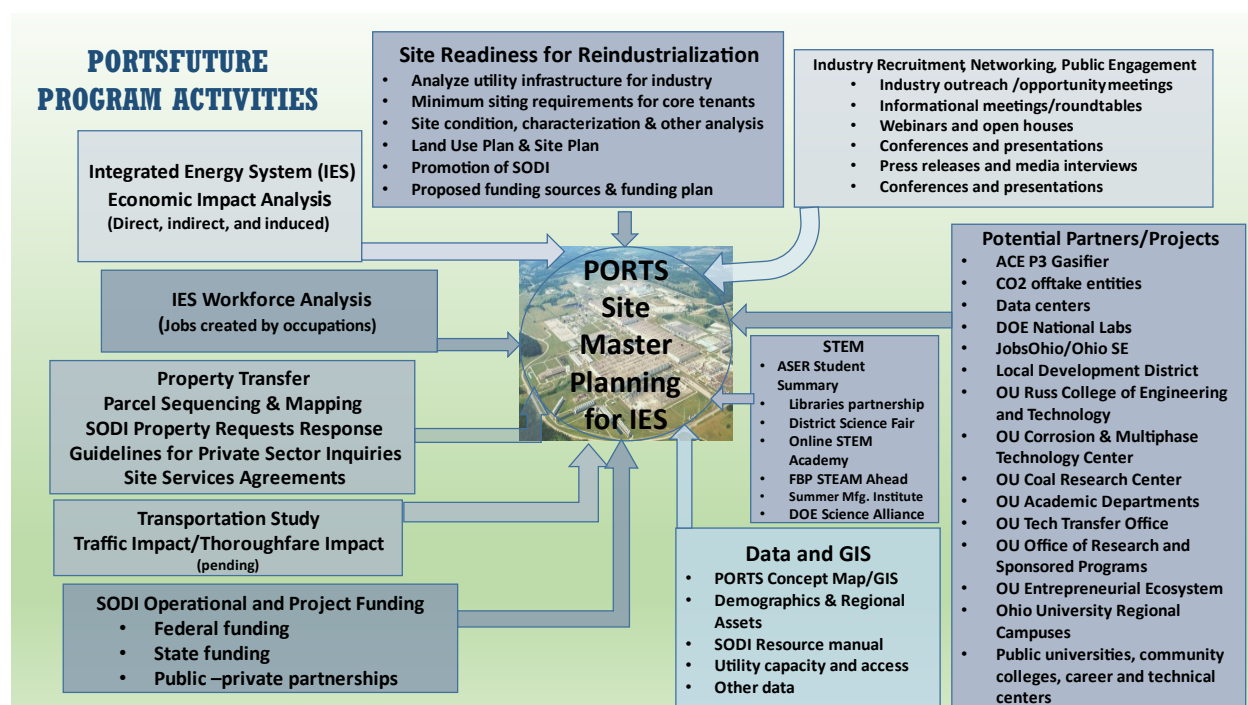 PORTSFUTURE
PROGRAM ACTIVITIES
Site Readiness for Reindustrialization
• Analyze utility infrastructure for industry
• Minimum siting requirements for core tenants
• Site condition, characterization & other analysis
• Land Use Plan & Site Plan
• Promotion of SODI
• Proposed funding sources & funding plan
Industry Recruitment, Networking, Public Engagement
• Industry outreach /opportunity meetings
• Informational meetings/roundtables
• Webinars and open houses
• Conferences and presentations
• Press releases and media interviews
• Conferences and presentations
Integrated Energy System (IES)
Economic Impact Analysis
(Direct, indirect, and induced)
IES Workforce Analysis
(Jobs created by occupations)
Property Transfer
Parcel Sequencing & Mapping
SODI Property Requests Response
Guidelines for Private Sector Inquiries
Site Services Agreements
Transportation Study
Traffic Impact/Thoroughfare Impact
(pending)
SODI Operational and Project Funding
• Federal funding
• State funding
• Public –private partnerships
PORTS
Site
Master
Planning
for IES
STEM
• ASER Student
Summary
• Libraries partnership
• District Science Fair
• Online STEM
Academy
• FBP STEAM Ahead
• Summer Mfg. Institute
• DOE Science Alliance
Data and GIS
• PORTS Concept Map/GIS
• Demographics & Regional
Assets
• SODI Resource manual
• Utility capacity and access
• Other data
Potential Partners/Projects
• ACE P3 Gasifier
• CO2 offtake entities
• Data centers
• DOE National Labs
• JobsOhio/Ohio SE
• Local Development District
• OU Russ College of Engineering
and Technology
• OU Corrosion & Multiphase
Technology Center
• OU Coal Research Center
• OU Academic Departments
• OU Tech Transfer Office
• OU Office of Research and
Sponsored Programs
• OU Entrepreneurial Ecosystem
• Ohio University Regional
Campuses
• Public universities, community
colleges, career and technical
centers